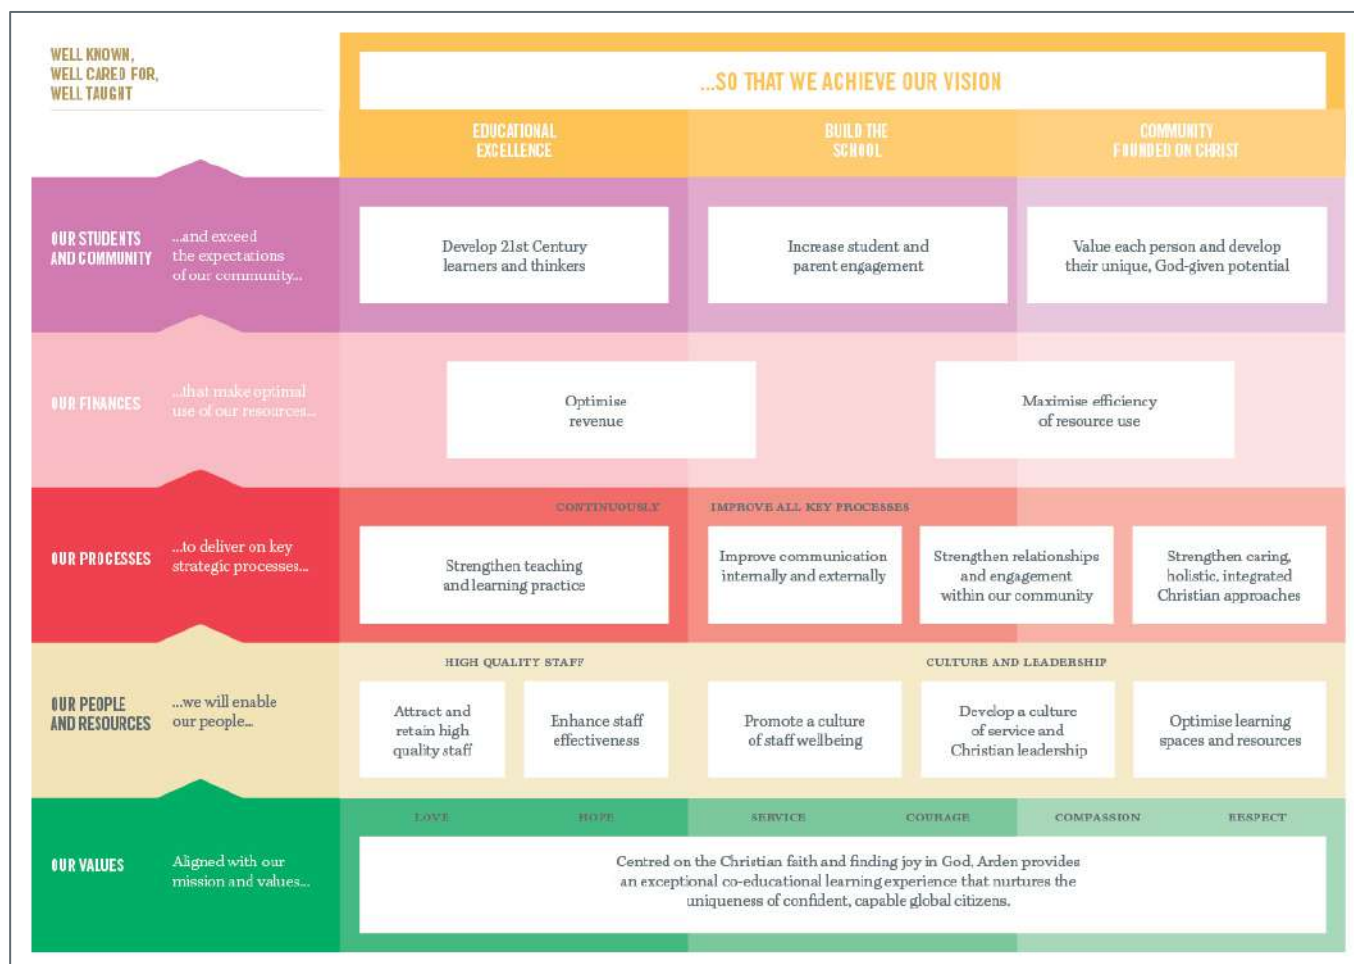 WELL KNOWN,
WELL CARED FOR,
WELL TAUGHT
...SO THAT WE ACHIEVE OUR VISION
EDUCATIONAL
EXCELLENCE
BUILD THE
SCHOOL
COMMUNITY
FOUNDED ON CHRIST
OUR STUDENTS
AND COMMUNITY
...and exceed
the expectations
of our community...
Develop 21st Century
learners and thinkers
Increase student and
parent engagement
Value each person and develop
their unique, God-given potential
OUR FINANCES
...that make optimal
use of our resources...
Optimise
revenue
Maximise efficiency
of resource use
CONTINUOUSLY IMPROVE ALL KEY PROCESSES
OUR PROCESSES
...to deliver on key
strategic processes...
Strengthen teaching
and learning practice
Improve communication
internally and externally
Strengthen relationships
and engagement
within our community
Strengthen caring,
holistic, integrated
Christian approaches
HIGH QUALITY STAFF
CULTURE AND LEADERSHIP
OUR PEOPLE
AND RESOURCES
...we will enable
our people...
Attract and
retain high
quality staff
Enhance staff
effectiveness
Promote a culture
of staff wellbeing
Develop a culture
of service and
Christian leadership
Optimise learning
spaces and resources
LOVE
HOPE
SERVICE
COURAGE
COMPASSION
RESPECT
OUR VALUES
Aligned with our
mission and values...
Centred on the Christian faith and finding joy in God, Arden provides
an exceptional co-educational learning experience that nurtures the
uniqueness of confident, capable global citizens.